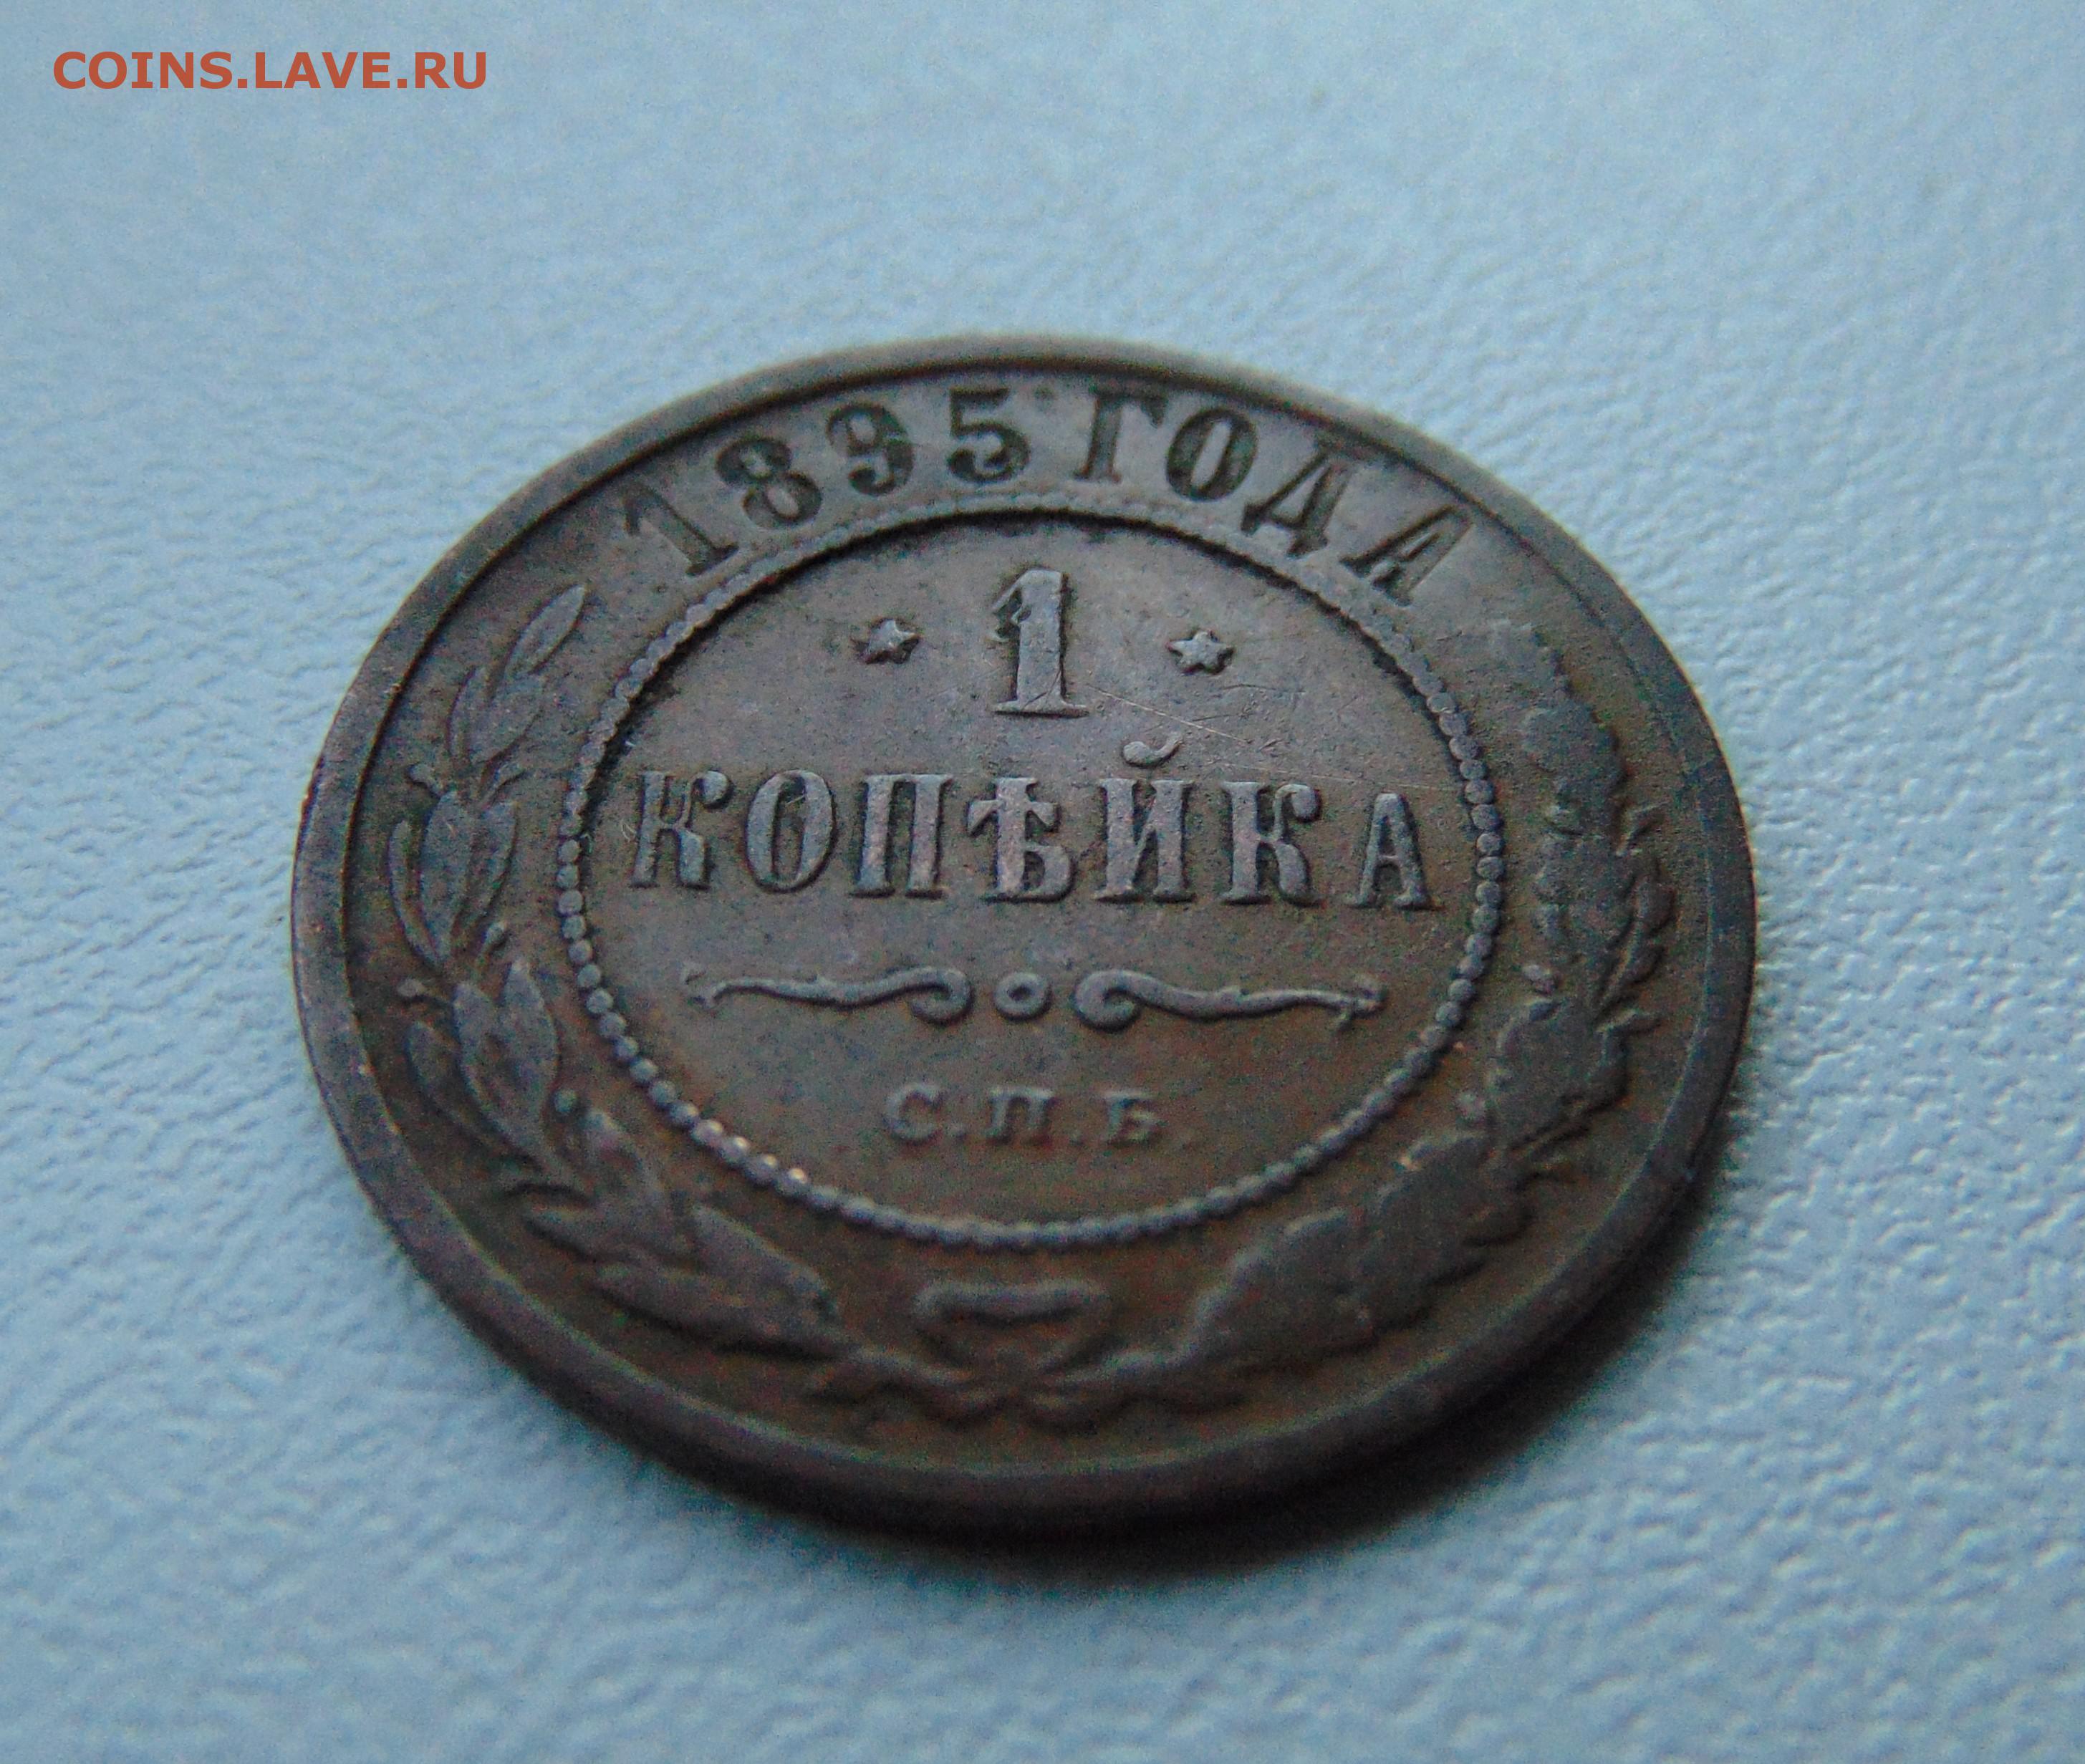 COINS.LAVE.RU
1895 ГОДА
1
КОПѢЙКА
С.П.Б.